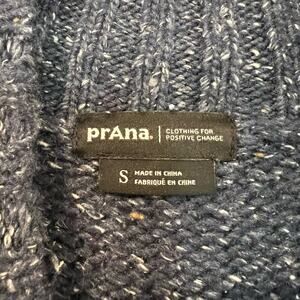 prAna.
CLOTHING FOR
POSITIVE CHANGE
S
MADE IN CHINA
FABRIQUÉ EN CHINE